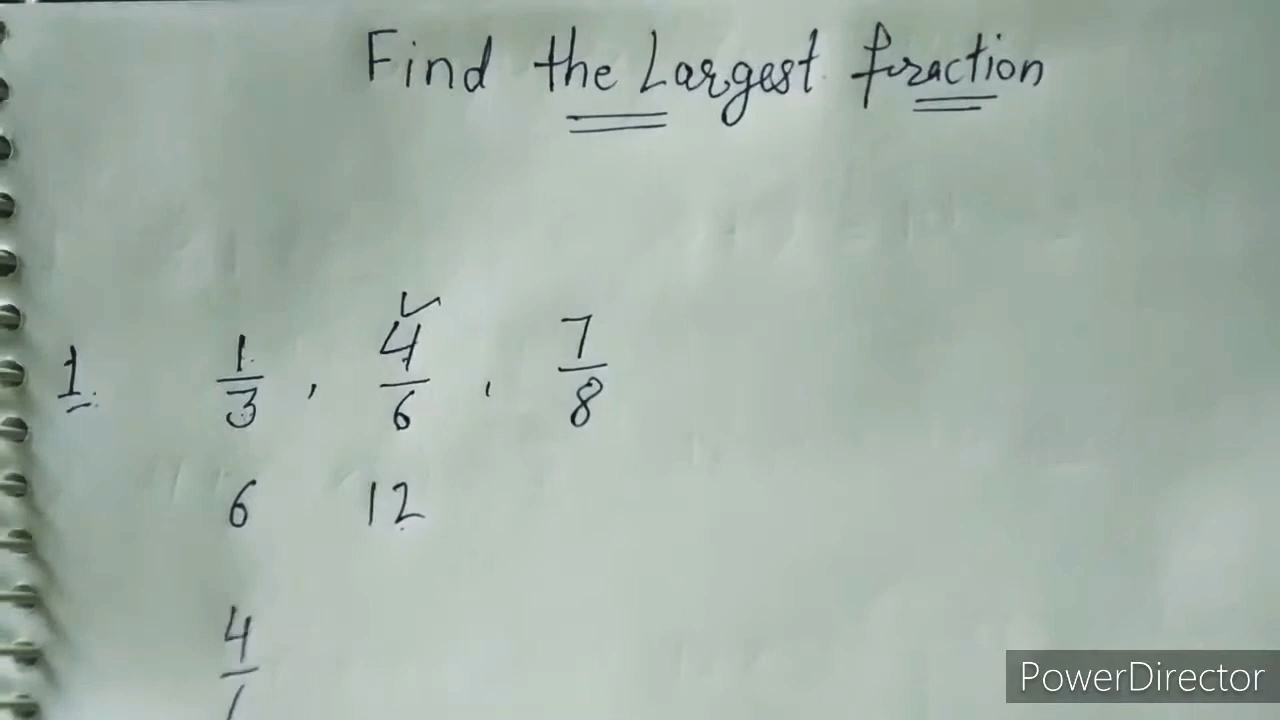 Find the Largest fraction
1. 1/3 , 4/6 , 7/8
6 12
4
PowerDirector